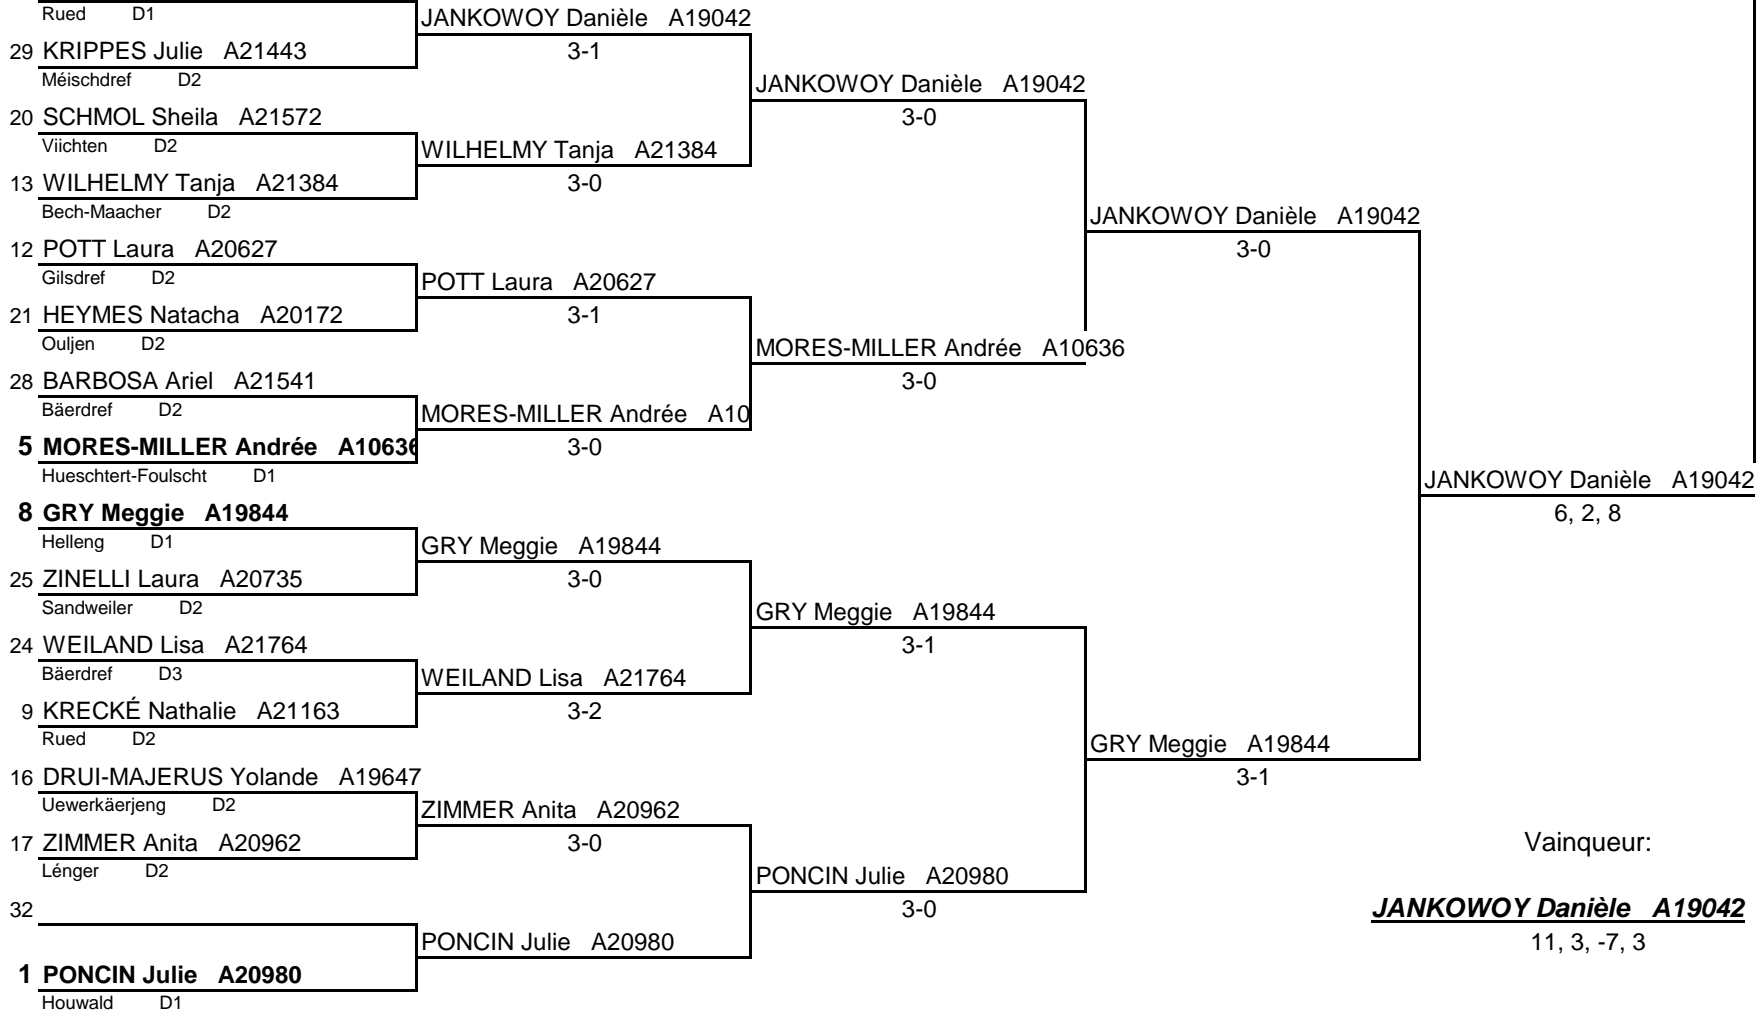 Rued D1
JANKOWOY Danièle A19042
29 KRIPPES Julie A21443
3-1
Méischdref D2
JANKOWOY Danièle A19042
20 SCHMOL Sheila A21572
3-0
Viichten D2
WILHELMY Tanja A21384
13 WILHELMY Tanja A21384
3-0
Bech-Maacher D2
JANKOWOY Danièle A19042
12 POTT Laura A20627
3-0
Gilsdref D2
POTT Laura A20627
21 HEYMES Natacha A20172
3-1
Ouljen D2
MORES-MILLER Andrée A10636
28 BARBOSA Ariel A21541
3-0
Bäerdref D2
MORES-MILLER Andrée A10
5 MORES-MILLER Andrée A10636
3-0
Hueschtert-Foulscht D1
JANKOWOY Danièle A19042
8 GRY Meggie A19844
6, 2, 8
Helleng D1
GRY Meggie A19844
25 ZINELLI Laura A20735
3-0
Sandweiler D2
GRY Meggie A19844
24 WEILAND Lisa A21764
3-1
Bäerdref D3
WEILAND Lisa A21764
9 KRECKÉ Nathalie A21163
3-2
Rued D2
GRY Meggie A19844
16 DRUI-MAJERUS Yolande A19647
3-1
Uewerkäerjeng D2
ZIMMER Anita A20962
17 ZIMMER Anita A20962
3-0
Vainqueur:
Lénger D2
PONCIN Julie A20980
32
3-0
JANKOWOY Danièle A19042
PONCIN Julie A20980
11, 3, -7, 3
1 PONCIN Julie A20980
Houwald D1